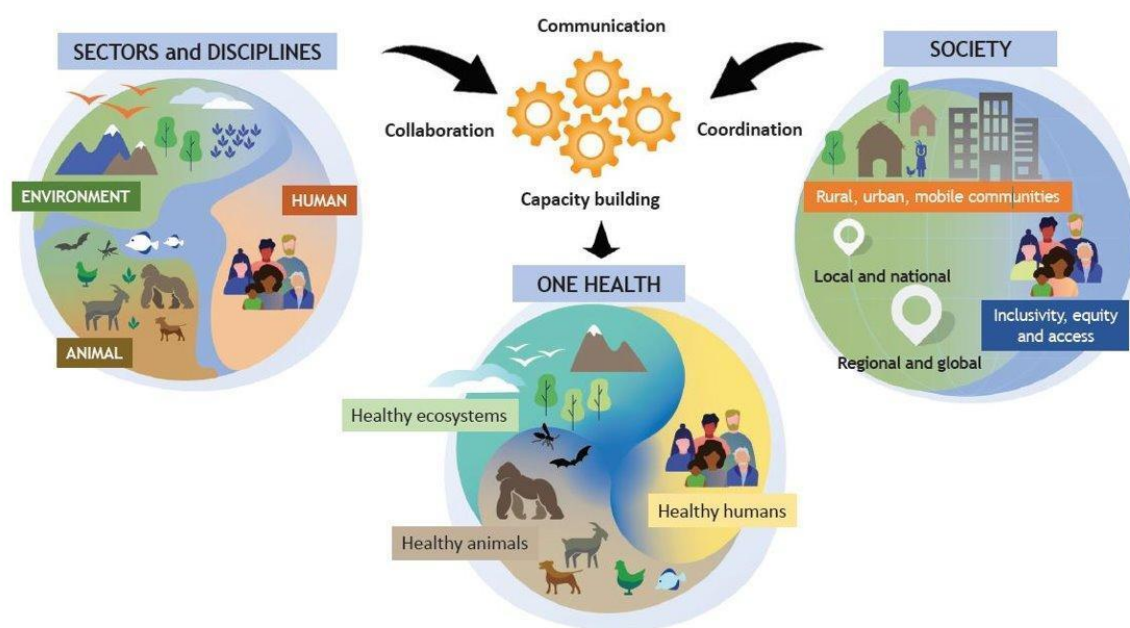 SECTORS and DISCIPLINES
ENVIRONMENT
HUMAN
ANIMAL
Communication
Collaboration
Coordination
Capacity building
SOCIETY
Rural, urban, mobile communities
Local and national
Regional and global
Inclusivity, equity
and access
ONE HEALTH
Healthy ecosystems
Healthy animals
Healthy humans